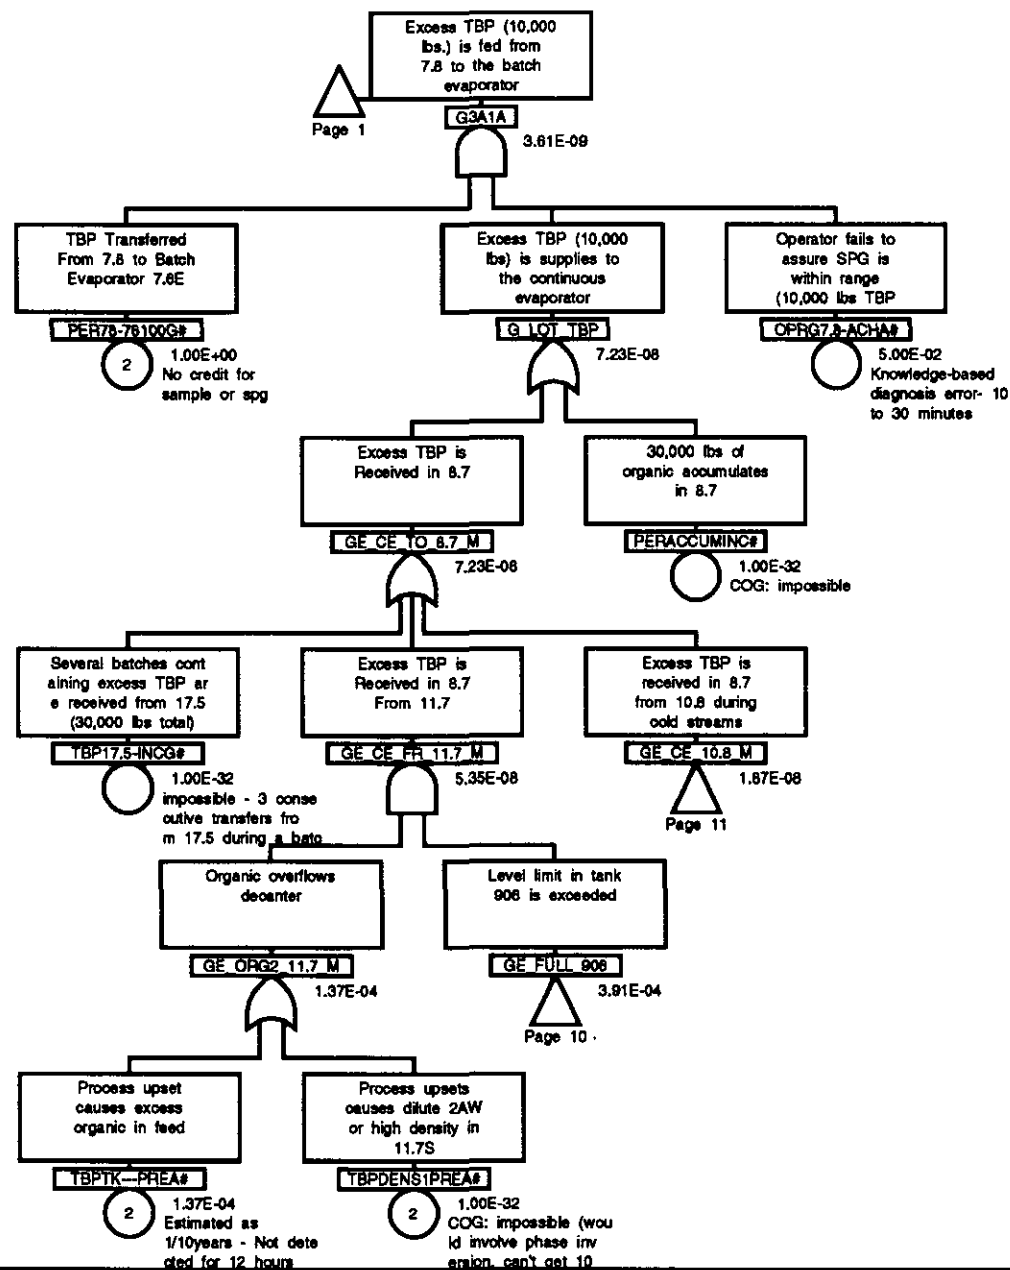 Excess TBP (10,000
lbs.) is fed from
7.8 to the batch
evaporator
Page 1
G3A1A
3.61E-09
TBP Transferred
From 7.8 to Batch
Evaporator 7.6E
PER78-76100G#
2
1.00E+00
No credit for
sample or spg
Excess TBP (10,000
lbs) is supplies to
the continuous
evaporator
G_LOT_TBP
7.23E-08
Operator fails to
assure SPG is
within range
(10,000 lbs TBP
OPRG7.8-ACHA#
5.00E-02
Knowledge-based
diagnosis error- 10
to 30 minutes
Excess TBP is
Received in 8.7
GE_CE_TO_8.7_M
7.23E-08
30,000 lbs of
organic accumulates
in 8.7
PERACCUMINC#
1.00E-32
COG: impossible
Several batches cont
aining excess TBP ar
e received from 17.5
(30,000 lbs total)
TBP17.5-INCG#
1.00E-32
impossible - 3 conse
cutive transfers fro
m 17.5 during a batc
Excess TBP is
Received in 8.7
From 11.7
GE_CE_FR_11.7_M
5.35E-08
Excess TBP is
received in 8.7
from 10.8 during
cold streams
GE_CE_10.8_M
1.87E-08
Page 11
Organic overflows
decanter
GE_ORG2_11.7_M
1.37E-04
Level limit in tank
906 is exceeded
GE_FULL_906
3.91E-04
Page 10
Process upset
causes excess
organic in feed
TBPTK---PREA#
2
1.37E-04
Estimated as
1/10years - Not dete
cted for 12 hours
Process upsets
causes dilute 2AW
or high density in
11.7S
TBPDENS1PREA#
2
1.00E-32
COG: impossible (wou
ld involve phase inv
ersion, can't get 10